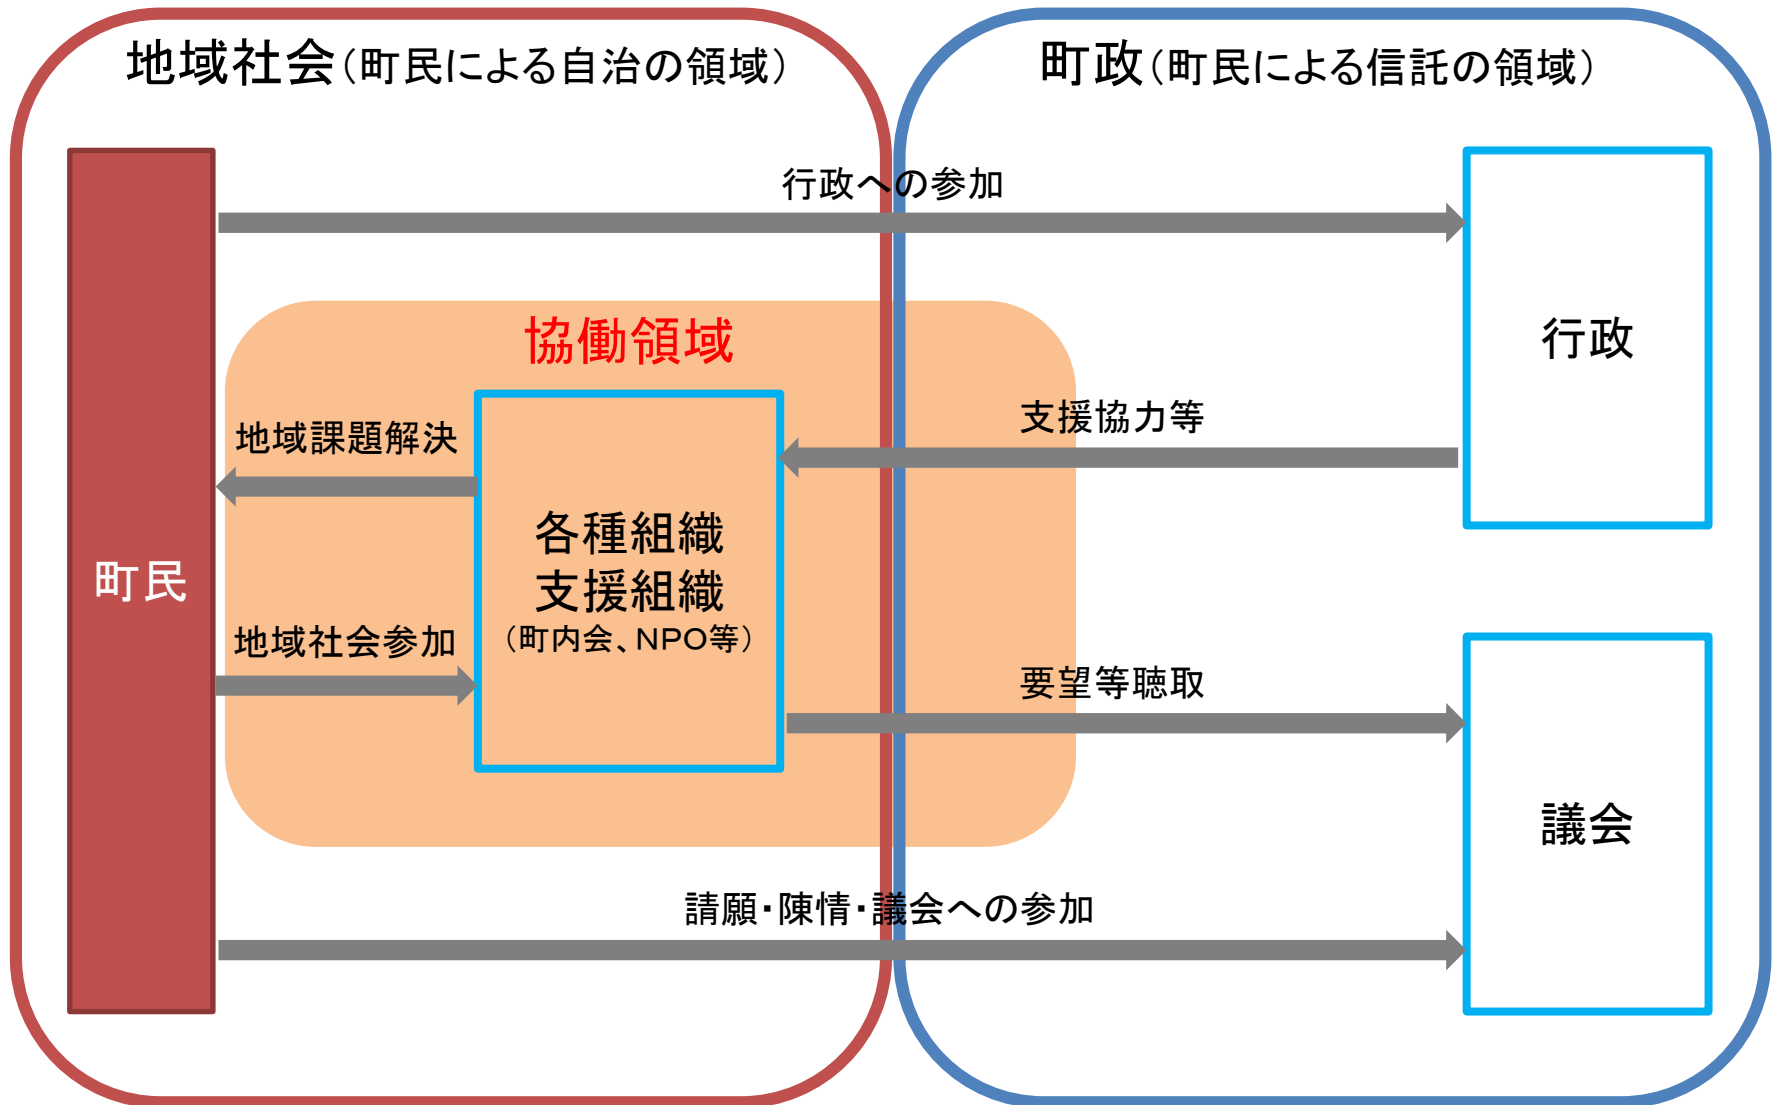 地域社会（町民による自治の領域）
町政（町民による信託の領域）
行政への参加
協働領域
行政
支援協力等
地域課題解決
各種組織
支援組織
（町内会、NPO等）
町民
地域社会参加
要望等聴取
議会
請願・陳情・議会への参加